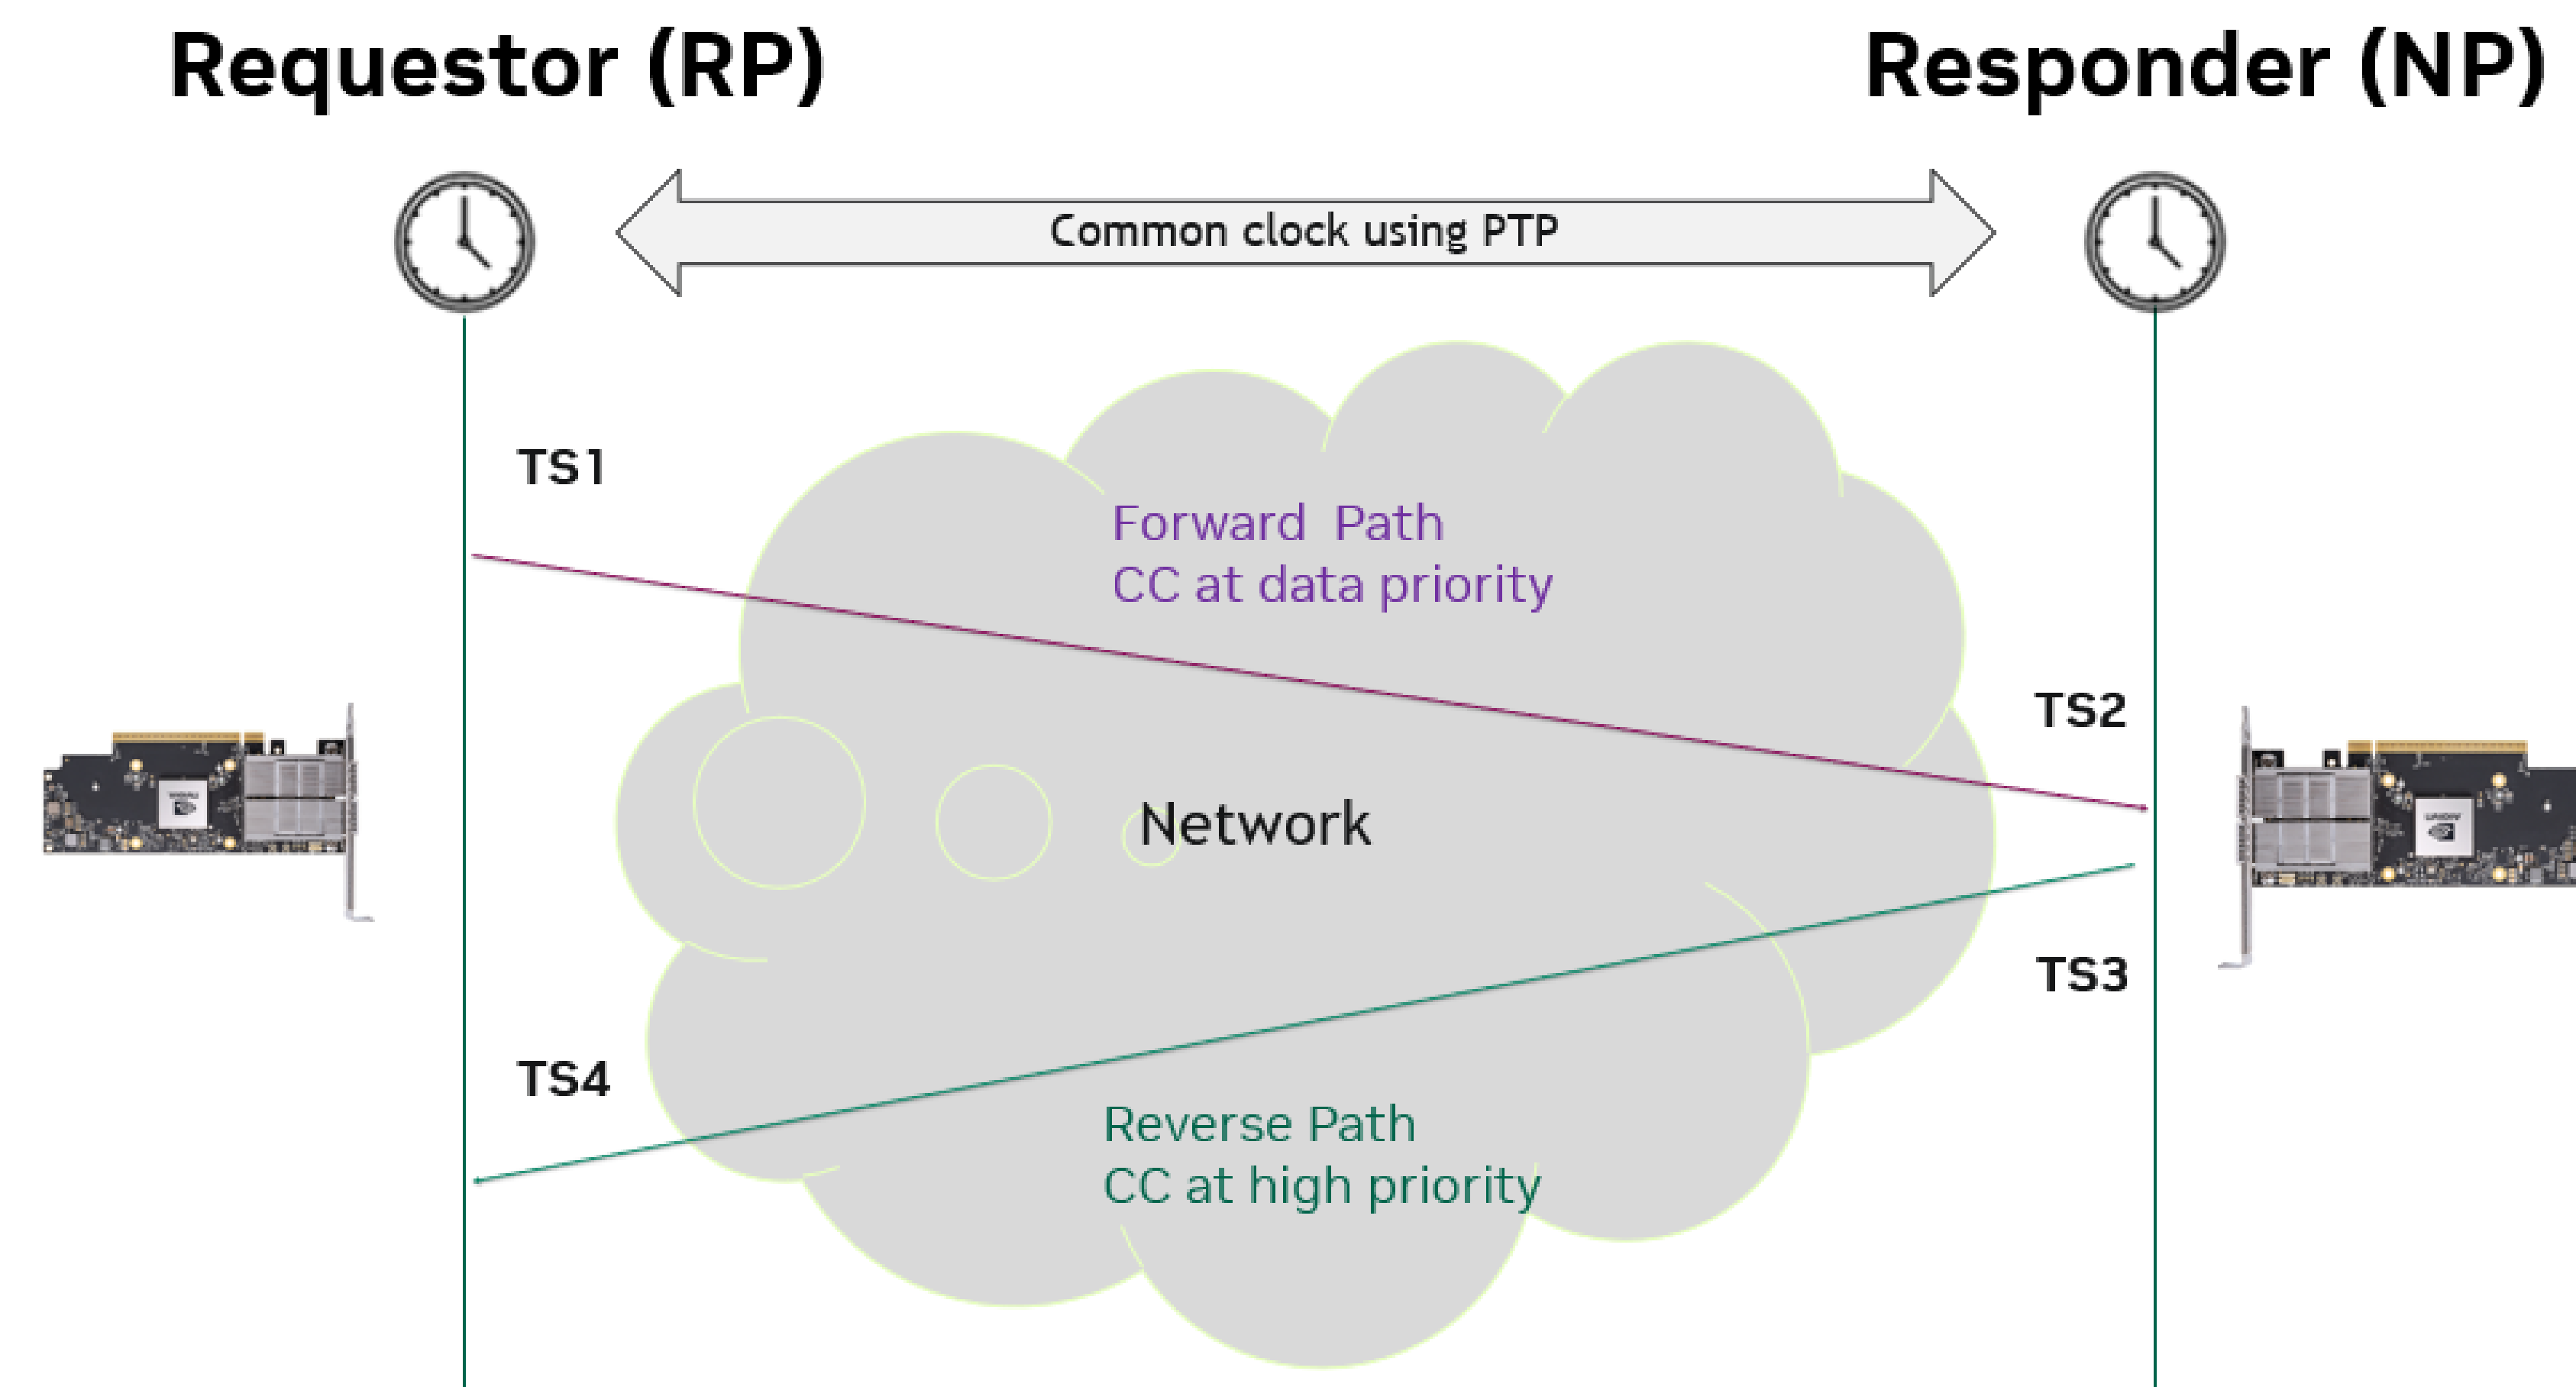 Requestor (RP)
Responder (NP)
Common clock using PTP
TS1
Forward Path
CC at data priority
TS2
Network
TS3
TS4
Reverse Path
CC at high priority